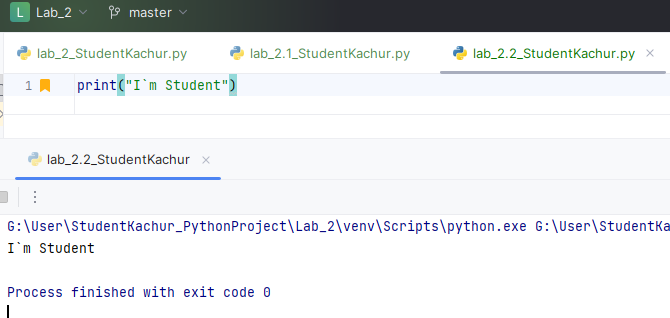 L Lab_2 master
lab_2_StudentKachur.py lab_2.1_StudentKachur.py lab_2.2_StudentKachur.py
1 print("I`m Student")
lab_2.2_StudentKachur
G:\User\StudentKachur_PythonProject\Lab_2\venv\Scripts\python.exe G:\User\StudentKa
I`m Student
Process finished with exit code 0